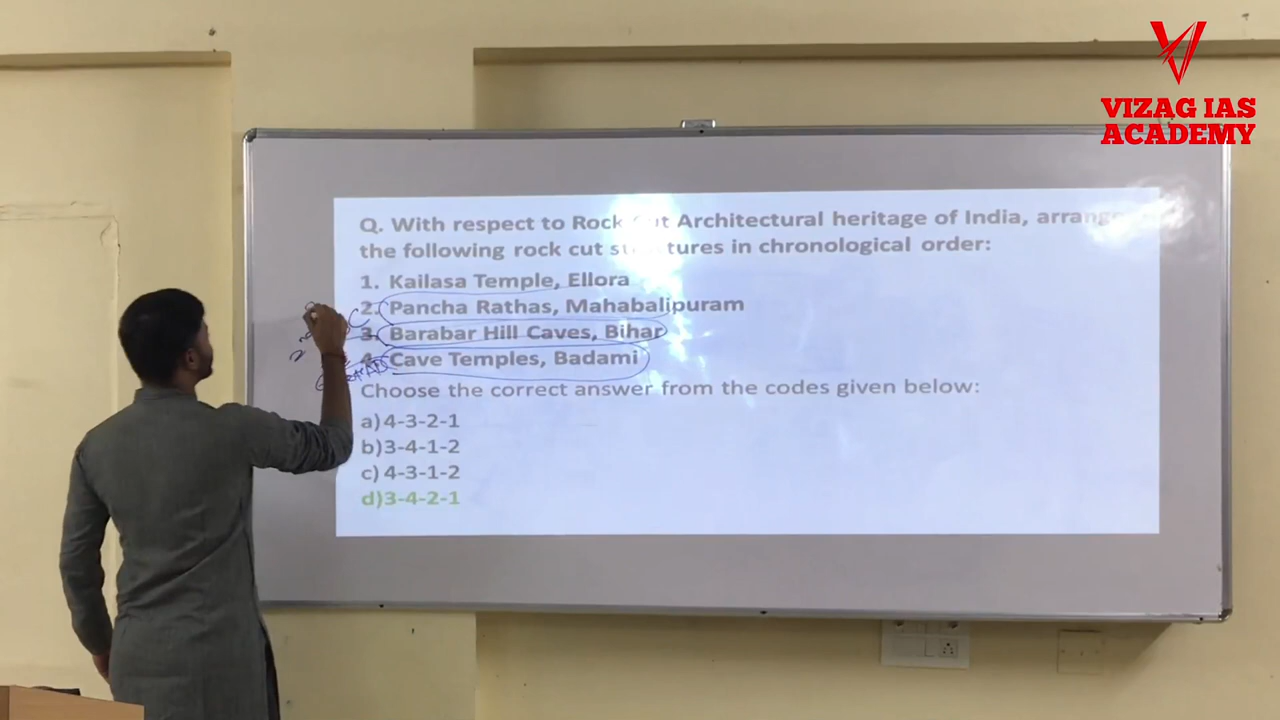 VIZAG IAS
ACADEMY
Q. With respect to Rock Cut Architectural heritage of India, arrange
the following rock cut structures in chronological order:
1. Kailasa Temple, Ellora
2. Pancha Rathas, Mahabalipuram
3. Barabar Hill Caves, Bihar
4. Cave Temples, Badami
Choose the correct answer from the codes given below:
a)4-3-2-1
b)3-4-1-2
c) 4-3-1-2
d)3-4-2-1